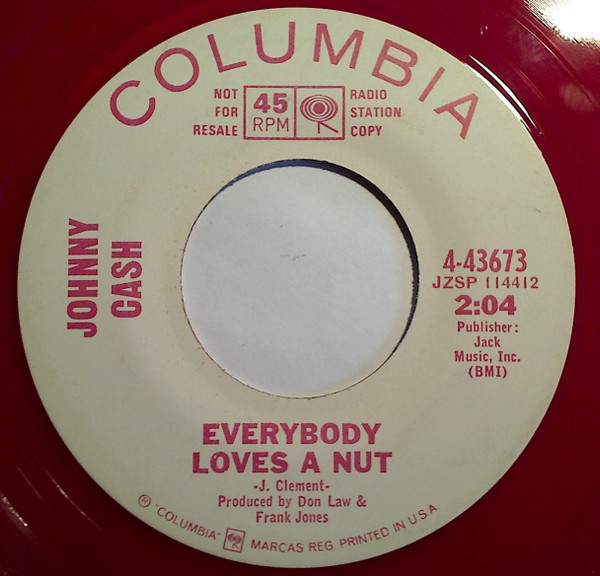 COLUMBIA
NOT
FOR
RESALE
45
RPM
RADIO
STATION
COPY
JOHNNY
CASH
4-43673
JZSP 114412
2:04
Publisher:
Jack
Music, Inc.
(BMI)
EVERYBODY
LOVES A NUT
-J. Clement-
Produced by Don Law &
Frank Jones
® "COLUMBIA" MARCAS REG. PRINTED IN U S A